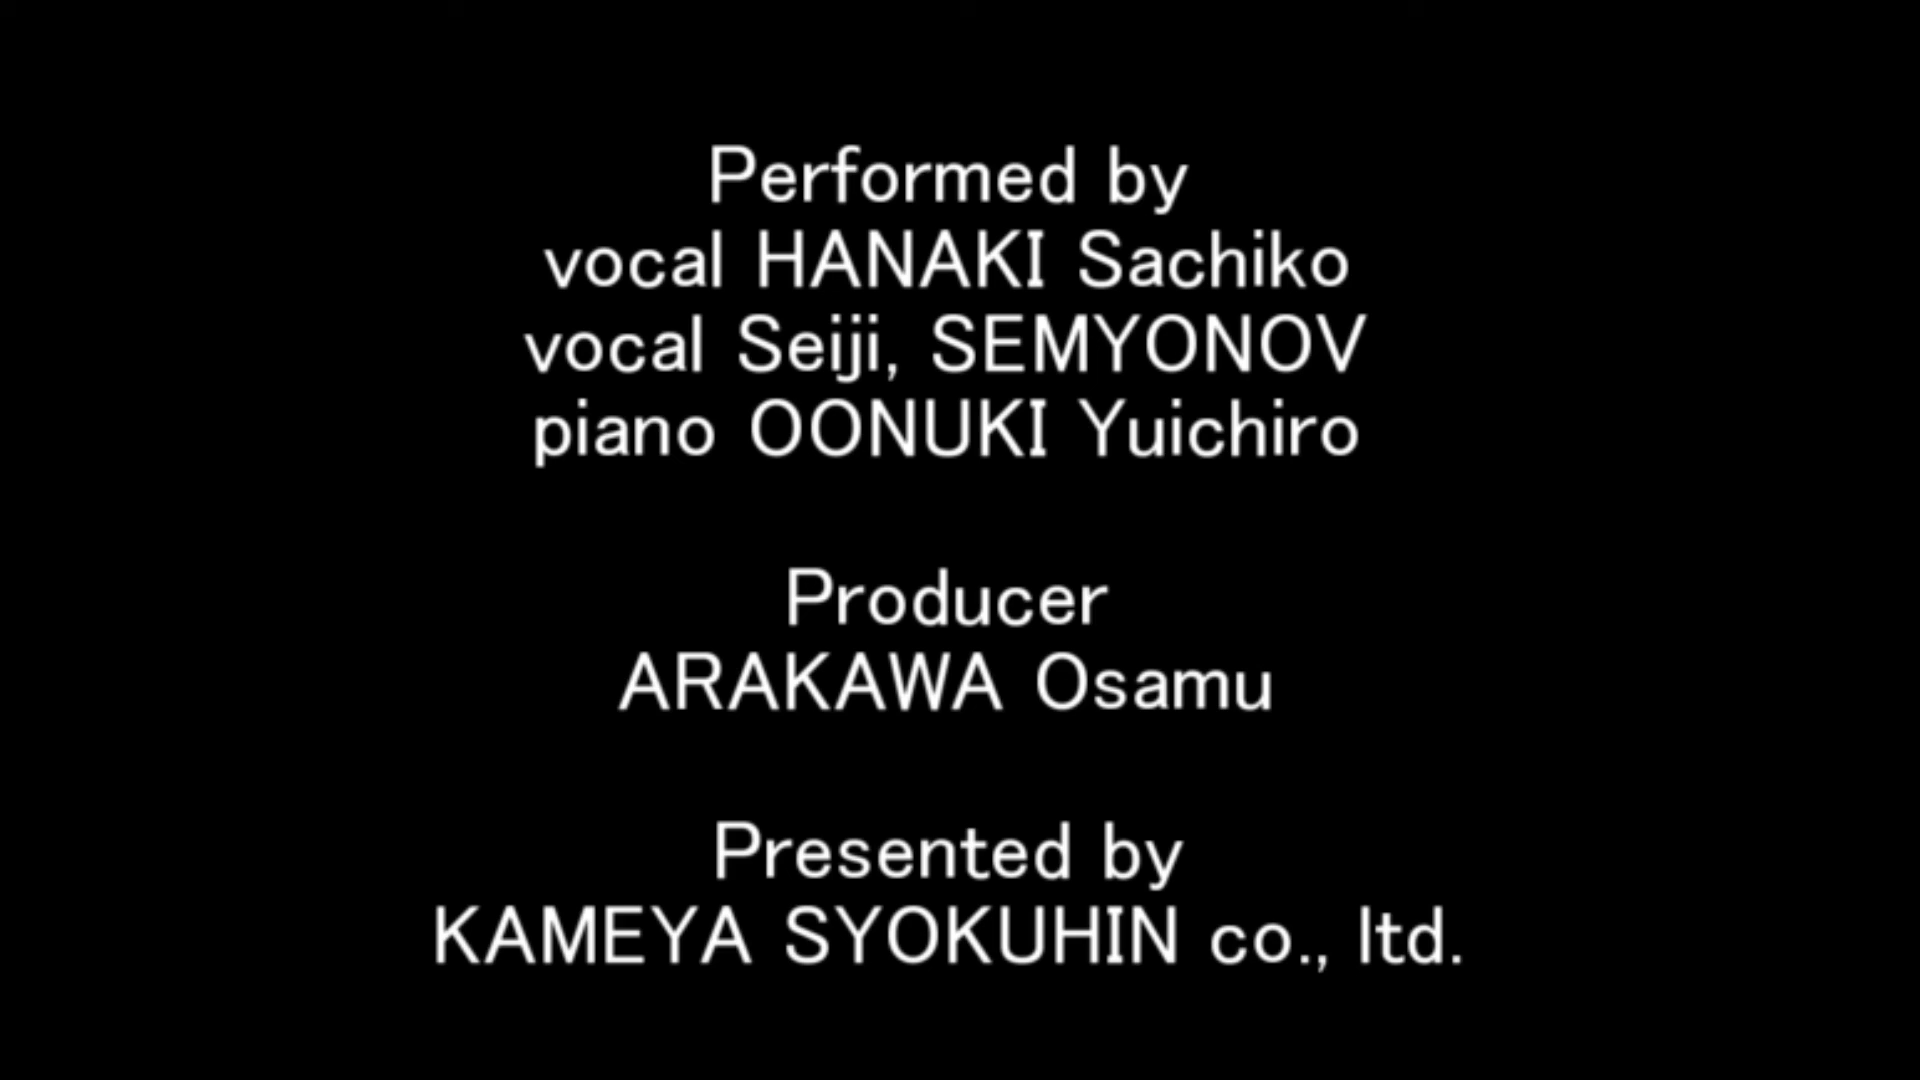 Performed by
vocal HANAKI Sachiko
vocal Seiji, SEMYONOV
piano OONUKI Yuichiro
Producer
ARAKAWA Osamu
Presented by
KAMEYA SYOKUHIN co., ltd.